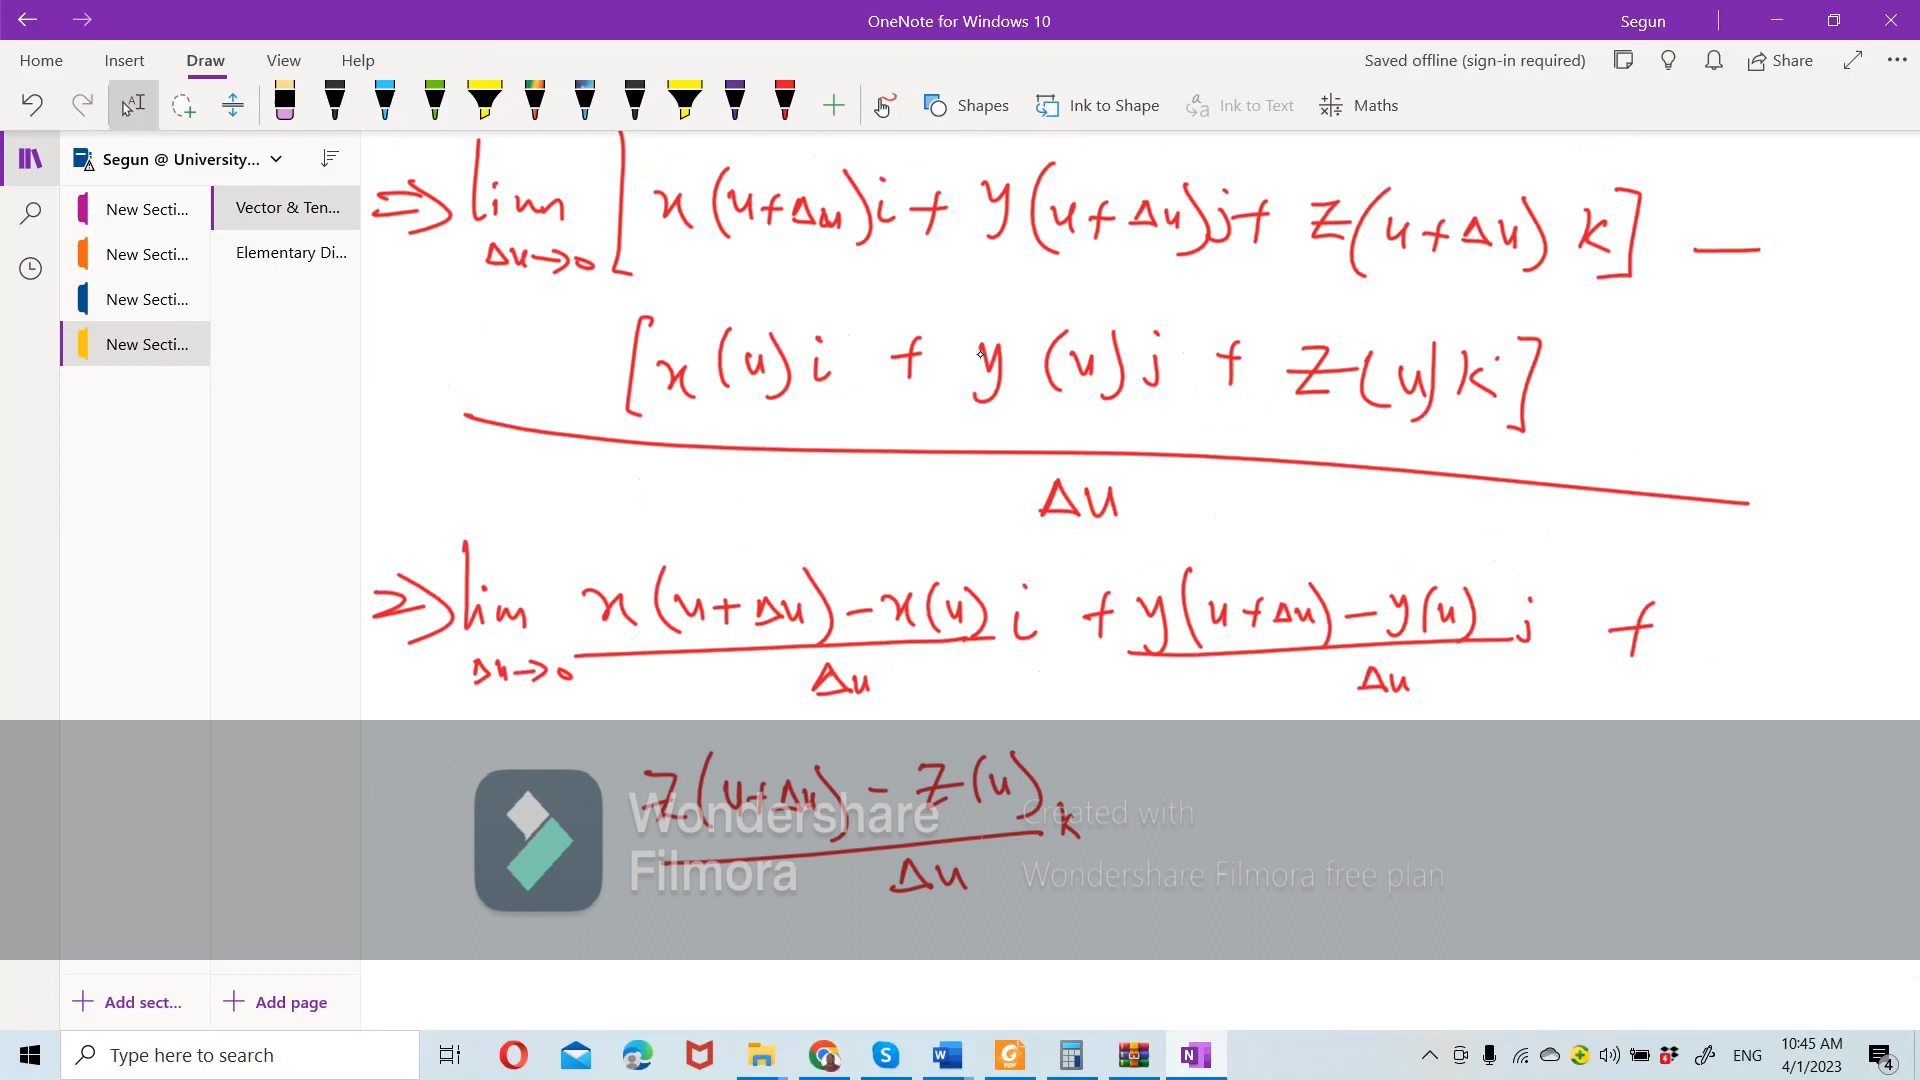 OneNote for Windows 10
Segun
Home Insert Draw View Help
Saved offline (sign-in required)
Share
Shapes
Ink to Shape
Ink to Text
Maths
Segun @ University...
New Secti...
New Secti...
New Secti...
New Secti...
Vector & Ten...
Elementary Di...
⇒ lim [ x(u+Δu)i + y(u+Δu)j + z(u+Δu)k ] −
Δu→0
[ x(u)i + y(u)j + z(u)k ]
Δu
⇒ lim x(u+Δu) − x(u) i + y(u+Δu) − y(u) j +
Δu→0 Δu Δu
z(u+Δu) − z(u) k
Δu
Wondershare
Filmora
Created with
Wondershare Filmora free plan
Add sect...
Add page
Type here to search
ENG
10:45 AM
4/1/2023
4